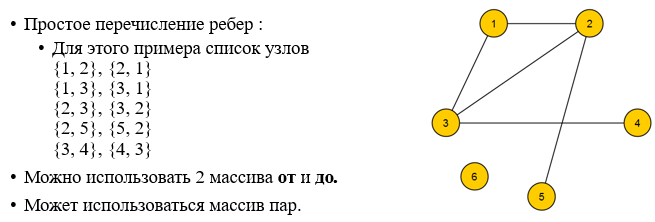 • Простое перечисление ребер :
• Для этого примера список узлов
{1, 2}, {2, 1}
{1, 3}, {3, 1}
{2, 3}, {3, 2}
{2, 5}, {5, 2}
{3, 4}, {4, 3}
• Можно использовать 2 массива от и до.
• Может использоваться массив пар.
1
2
3
4
6
5